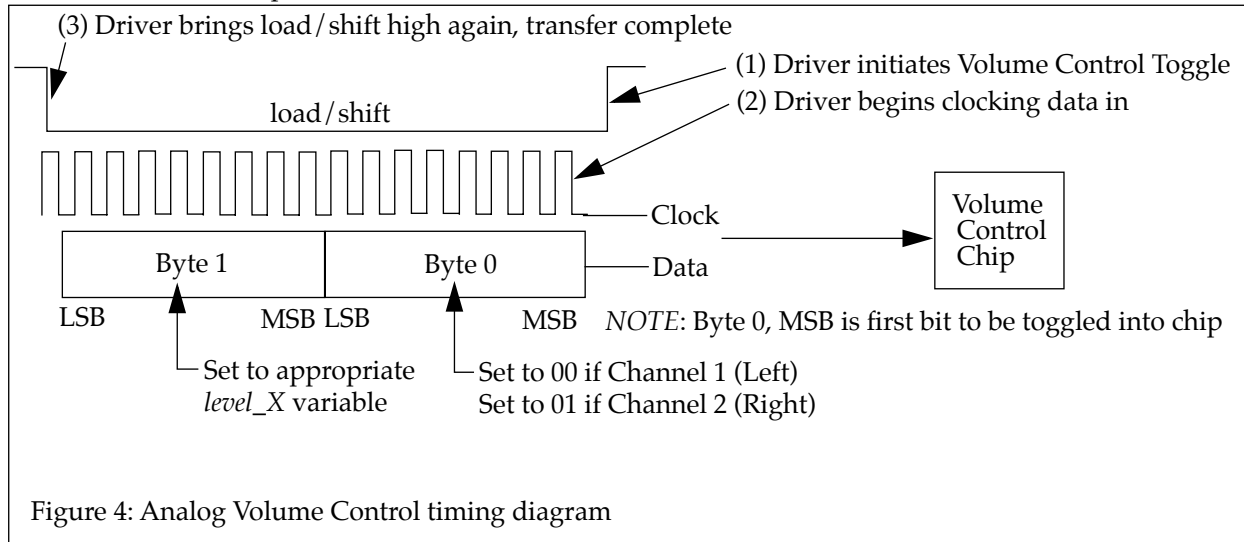 (3) Driver brings load/shift high again, transfer complete
(1) Driver initiates Volume Control Toggle
load/shift
(2) Driver begins clocking data in
Clock
Volume
Control
Chip
Byte 1
Byte 0
Data
LSB
MSB
LSB
MSB
NOTE: Byte 0, MSB is first bit to be toggled into chip
Set to appropriate
level_X variable
Set to 00 if Channel 1 (Left)
Set to 01 if Channel 2 (Right)
Figure 4: Analog Volume Control timing diagram